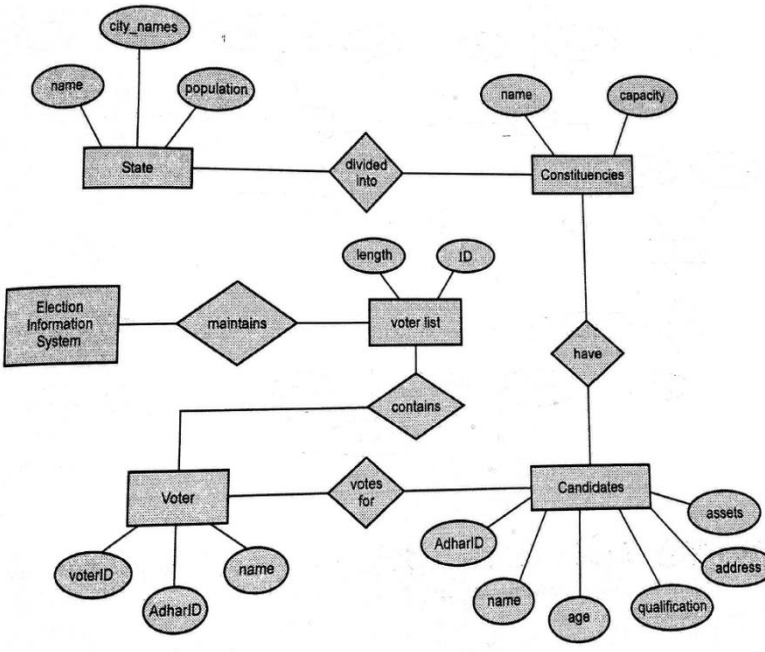 city_names
name
population
name
capacity
State
divided
into
Constituencies
length
ID
Election
Information
System
maintains
voter list
have
contains
Voter
votes
for
Candidates
voterID
AdharID
name
AdharID
name
age
qualification
address
assets